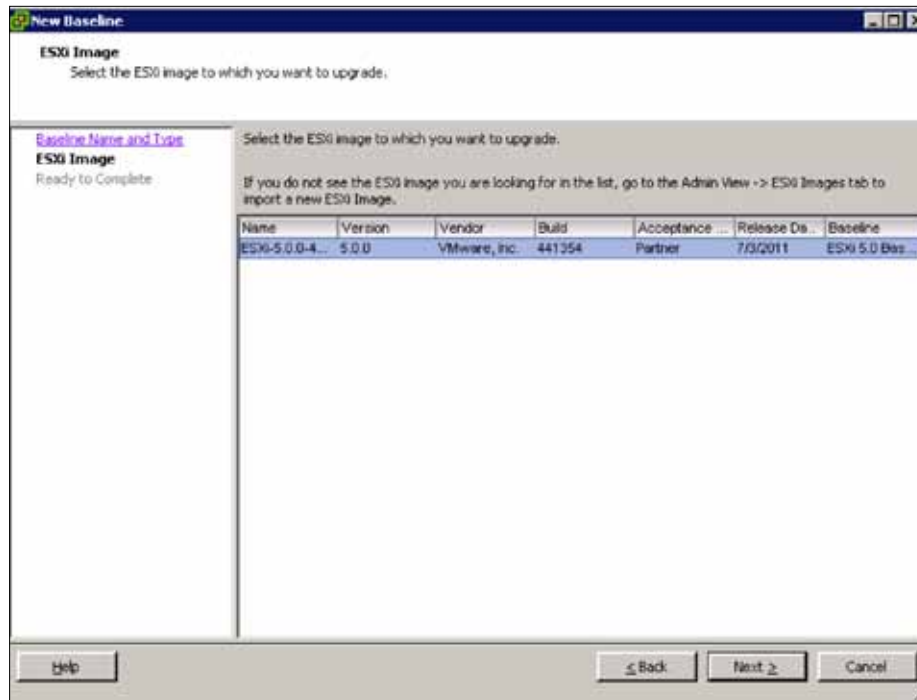 New Baseline
ESXi Image
Select the ESXi image to which you want to upgrade.
Baseline Name and Type
ESXi Image
Ready to Complete
Select the ESXi image to which you want to upgrade.
If you do not see the ESXi image you are looking for in the list, go to the Admin View -> ESXi Images tab to
import a new ESXi Image.
Name Version Vendor Build Acceptance ... Release Da... Baseline
ESXi-5.0.0-4... 5.0.0 VMware, Inc. 441354 Partner 7/3/2011 ESXi 5.0 Bas...
Help
< Back
Next >
Cancel